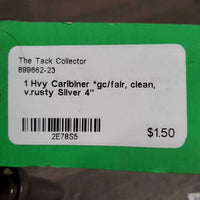 The Tack Collector
899662-23
1 Hvy Caribiner *gc/fair, clean,
v.rusty Silver 4"
2E78S5
$1.50